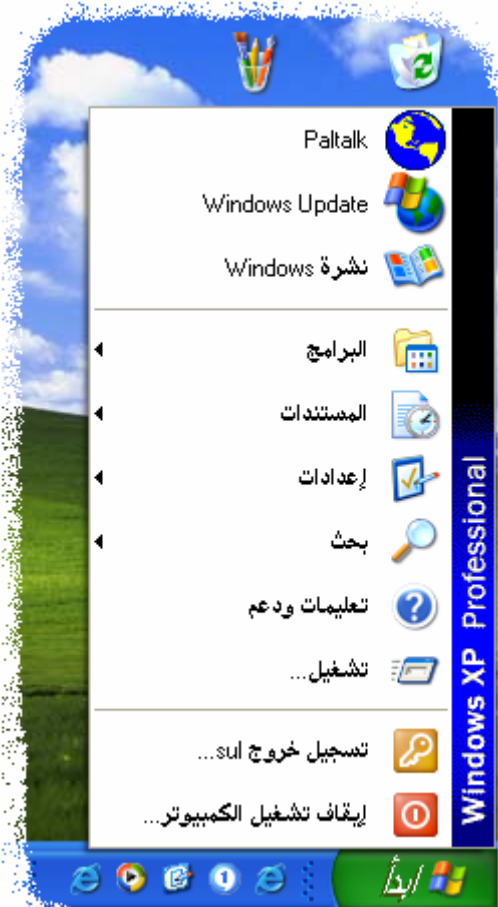 Paltalk
Windows Update
نشرة Windows
البرامج
المستندات
إعدادات
بحث
تعليمات ودعم
تشغيل...
تسجيل خروج sul...
إيقاف تشغيل الكمبيوتر...
Windows XP Professional
ابدأ